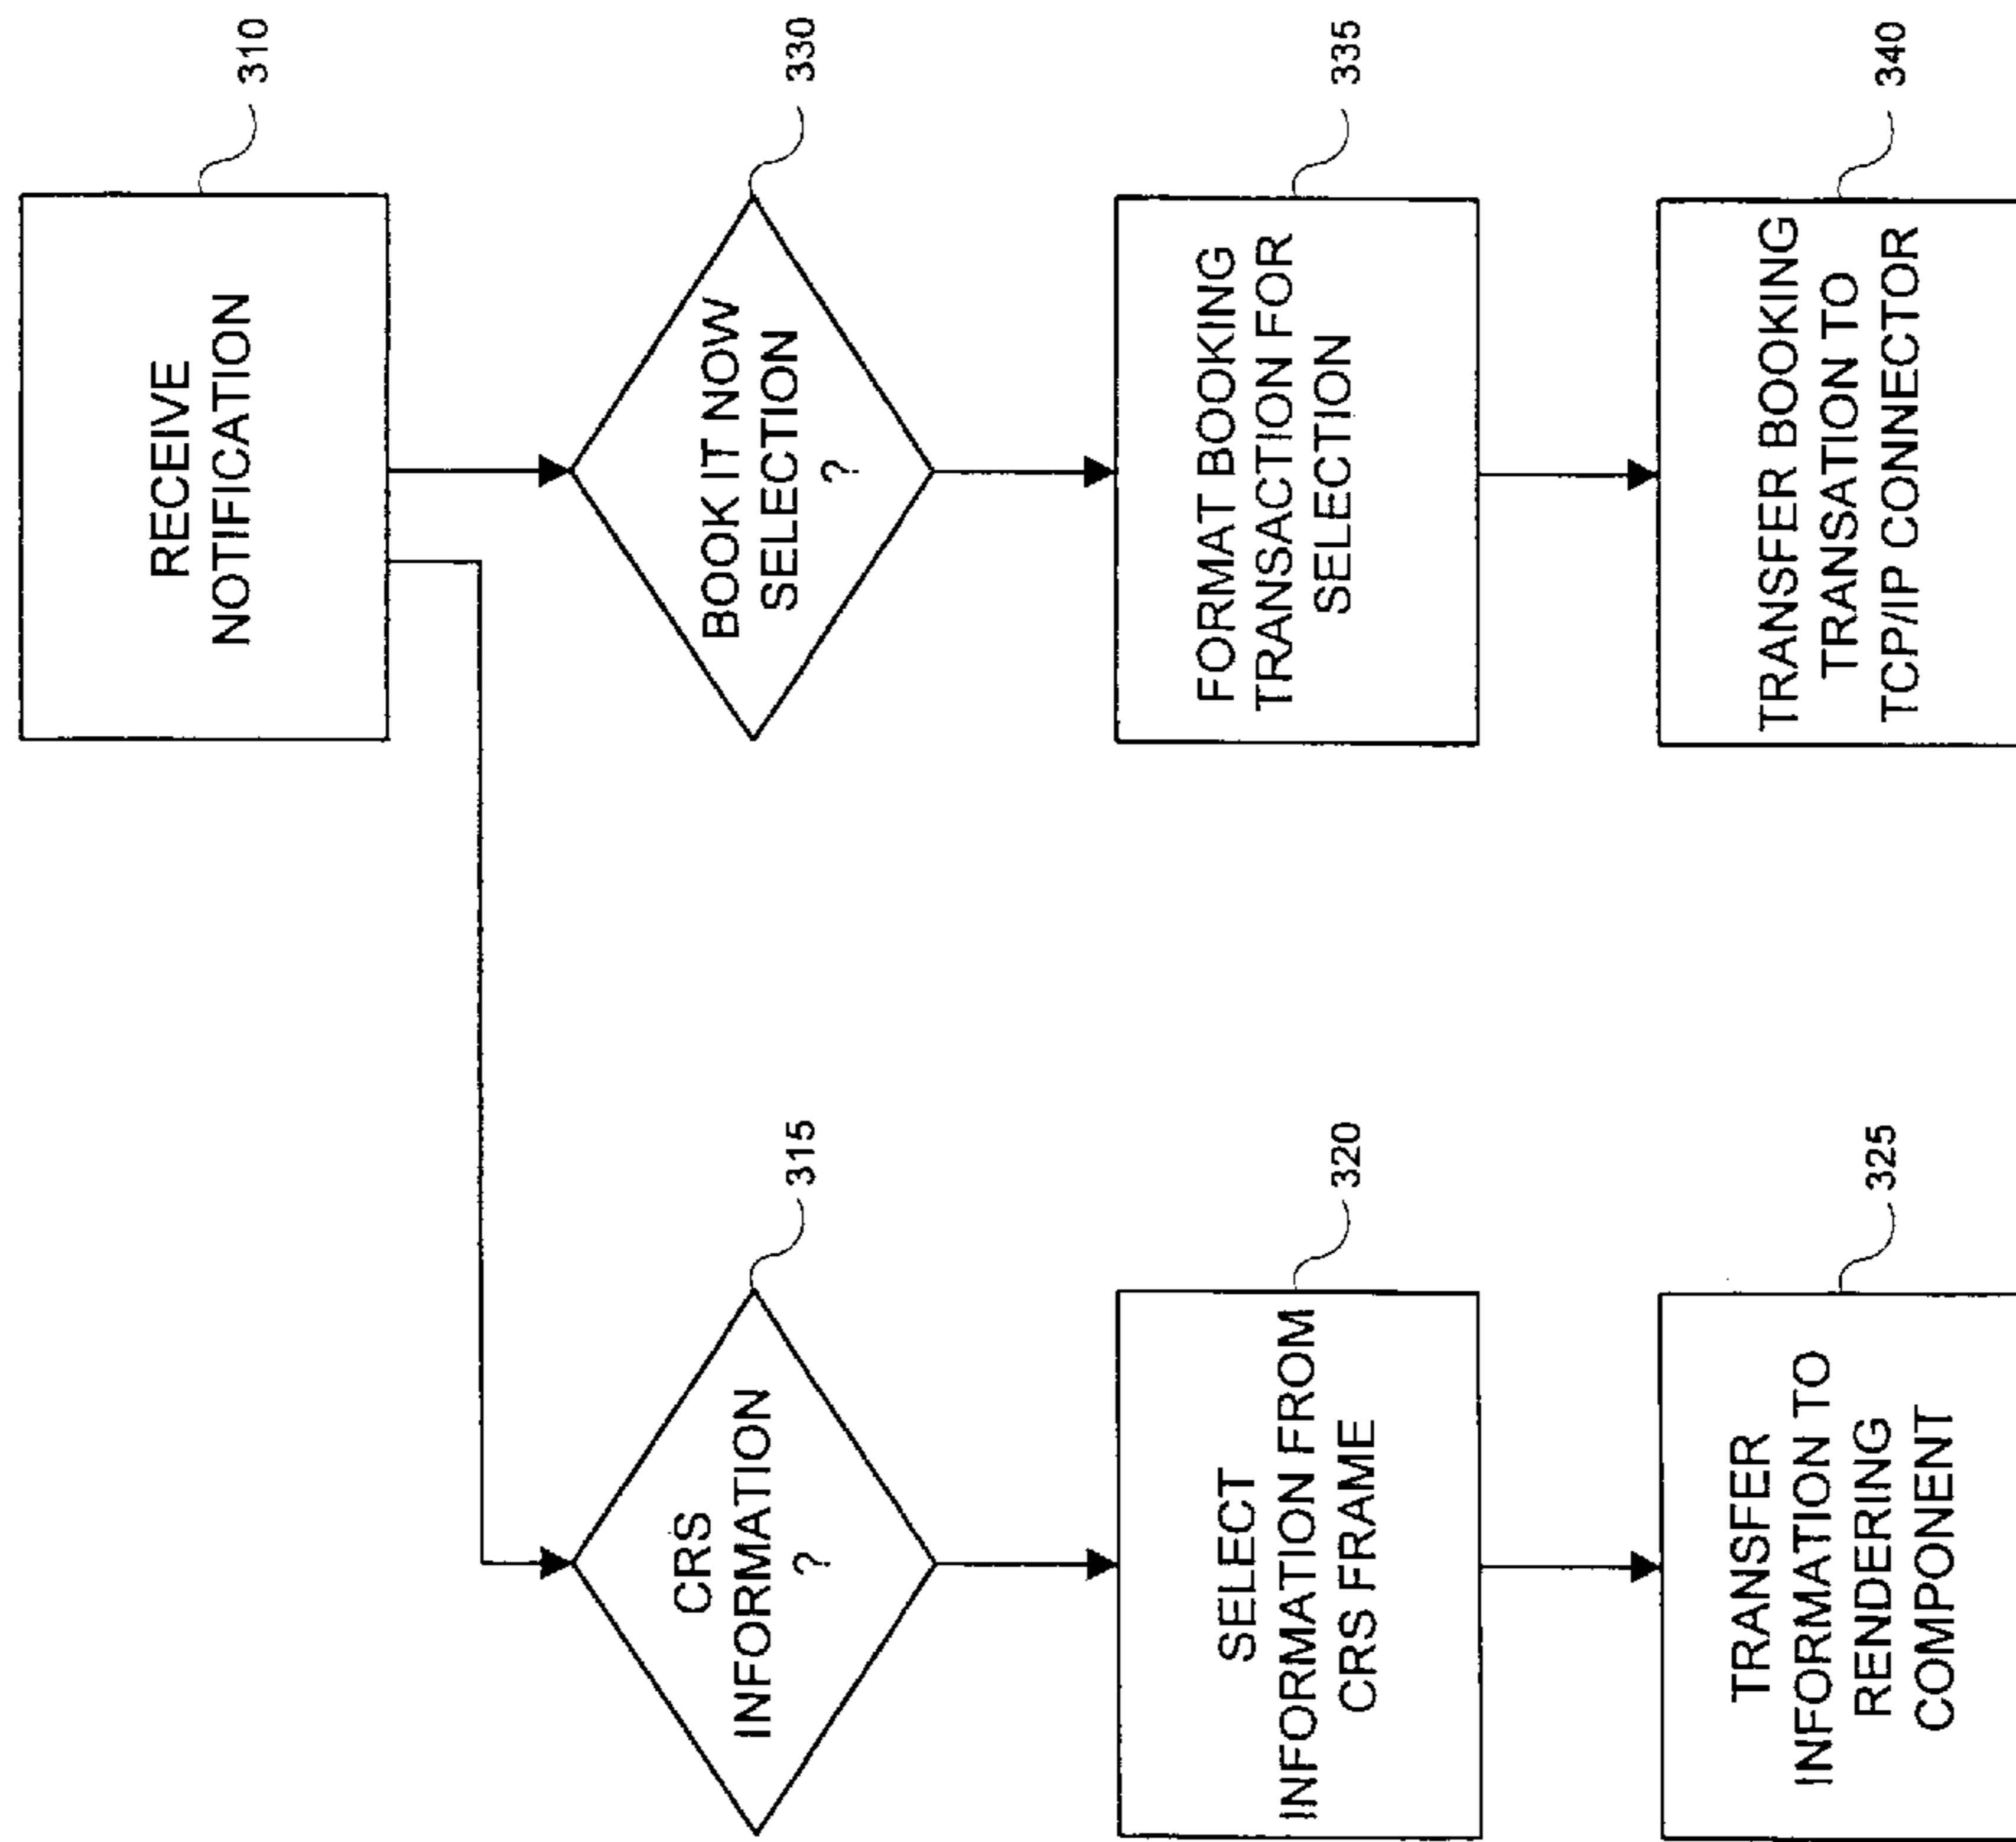 RECEIVE
NOTIFICATION
310
CRS
INFORMATION
?
315
SELECT
INFORMATION FROM
CRS FRAME
320
TRANSFER
INFORMATION TO
RENDERING
COMPONENT
325
BOOK IT NOW
SELECTION
?
330
FORMAT BOOKING
TRANSACTION FOR
SELECTION
335
TRANSFER BOOKING
TRANSATION TO
TCP/IP CONNECTOR
340